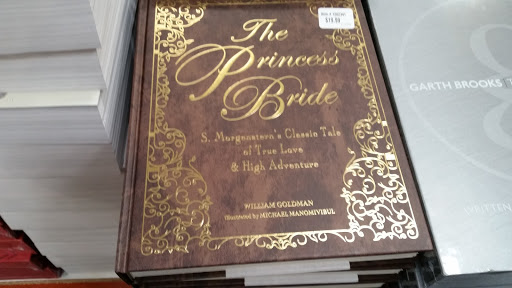 The
Princess
Bride
S. Morgenstern's Classic Tale
of True Love
& High Adventure
WILLIAM GOLDMAN
Illustrated by MICHAEL MANOMIVIBUL
$19.99
GARTH BROOKS
WRITTEN